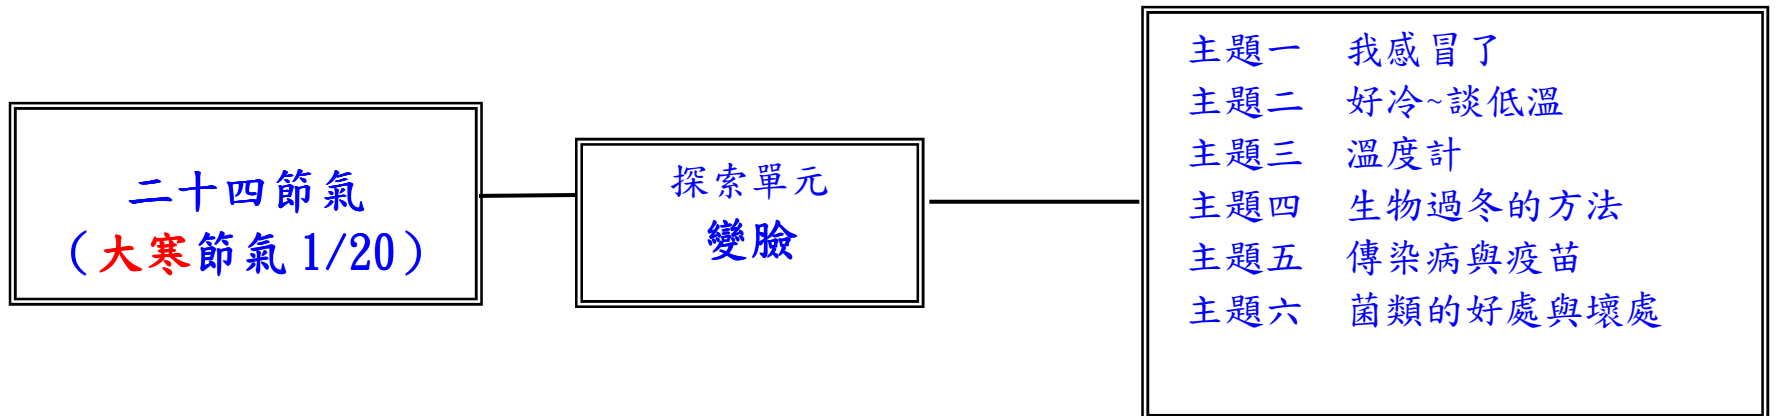 二十四節氣
（大寒節氣 1/20）
探索單元
變臉
主題一　我感冒了
主題二　好冷~談低溫
主題三　溫度計
主題四　生物過冬的方法
主題五　傳染病與疫苗
主題六　菌類的好處與壞處